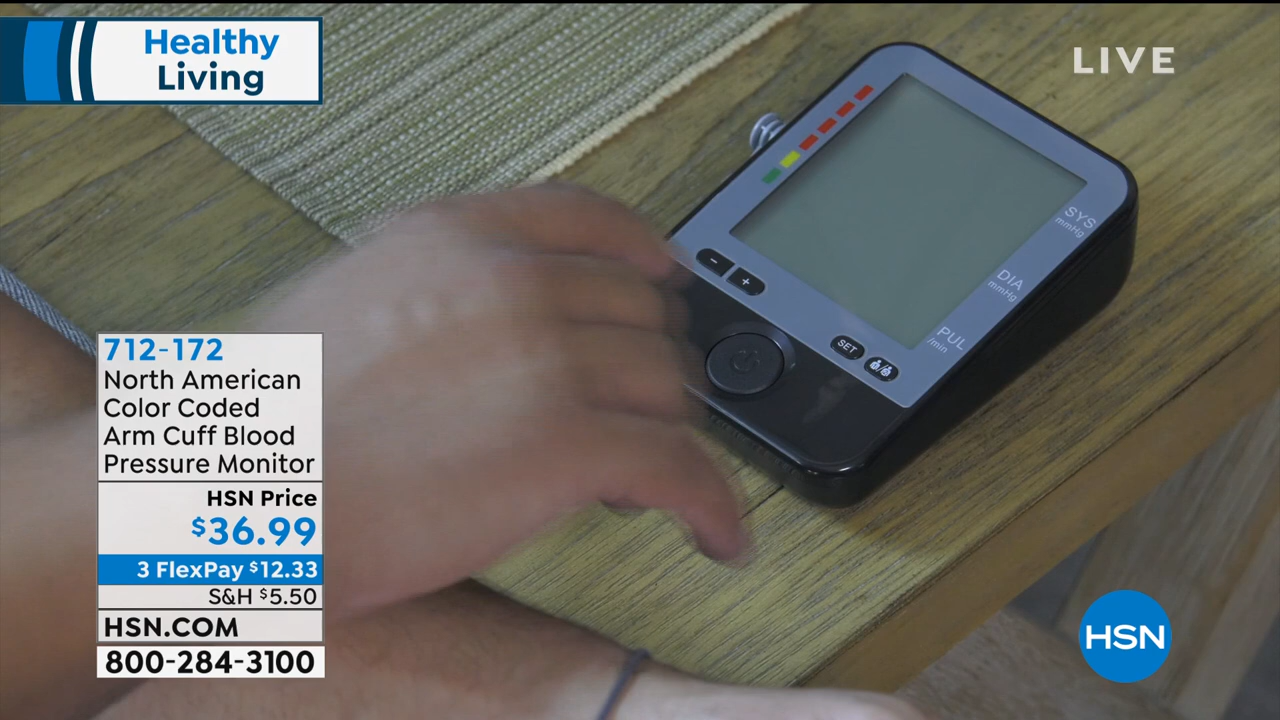 Healthy
Living
LIVE
SYS
mmHg
DIA
mmHg
PUL
/min
-
+
SET
712-172
North American
Color Coded
Arm Cuff Blood
Pressure Monitor
HSN Price
$36.99
3 FlexPay $12.33
S&H $5.50
HSN.COM
800-284-3100
HSN